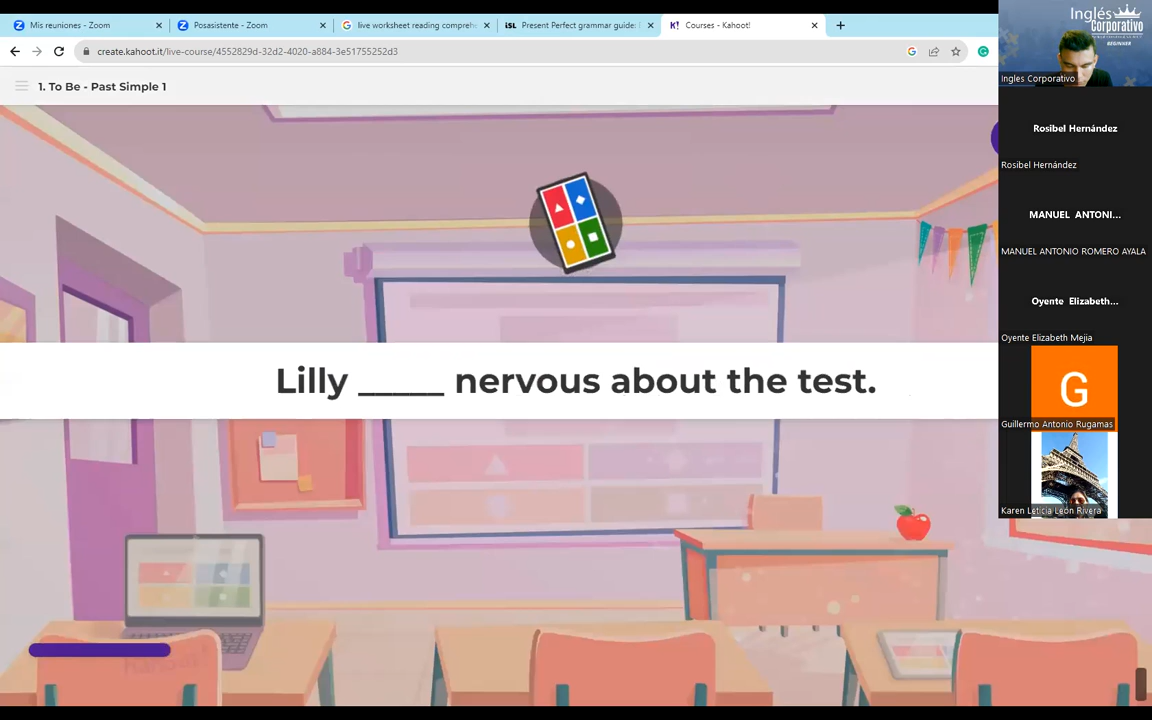 Mis reuniones - Zoom
Posasistente - Zoom
live worksheet reading compreh
iSL Present Perfect grammar guide:
K! Courses - Kahoot!
create.kahoot.it/live-course/4552829d-32d2-4020-a884-3e51755252d3
1. To Be - Past Simple 1
Lilly _____ nervous about the test.
Inglés
Corporativo
BEGINNER
Ingles Corporativo
Rosibel Hernández
Rosibel Hernández
MANUEL ANTONI...
MANUEL ANTONIO ROMERO AYALA
Oyente Elizabeth...
Oyente Elizabeth Mejia
G
Guillermo Antonio Rugamas
Karen Leticia León Rivera